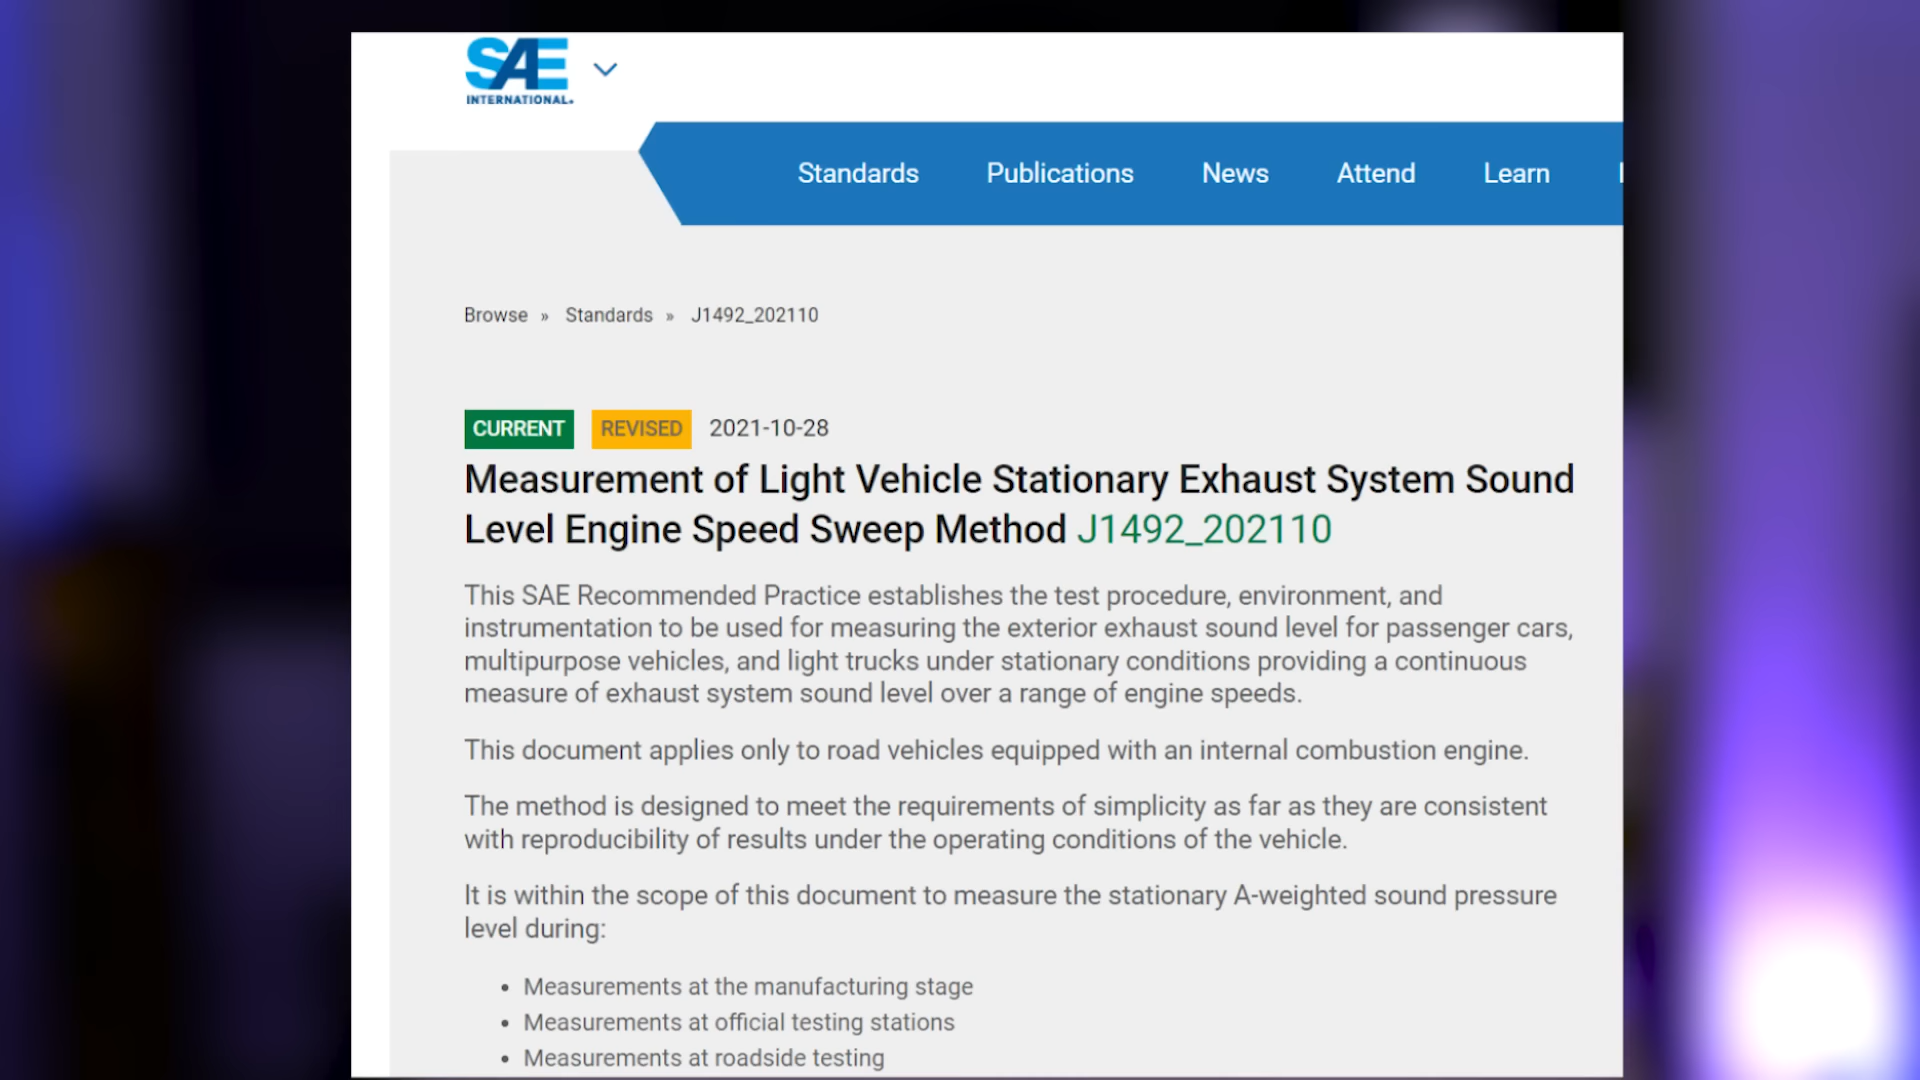 SAE
INTERNATIONAL
Standards Publications News Attend Learn
Browse » Standards » J1492_202110
CURRENT REVISED 2021-10-28
Measurement of Light Vehicle Stationary Exhaust System Sound
Level Engine Speed Sweep Method J1492_202110
This SAE Recommended Practice establishes the test procedure, environment, and
instrumentation to be used for measuring the exterior exhaust sound level for passenger cars,
multipurpose vehicles, and light trucks under stationary conditions providing a continuous
measure of exhaust system sound level over a range of engine speeds.
This document applies only to road vehicles equipped with an internal combustion engine.
The method is designed to meet the requirements of simplicity as far as they are consistent
with reproducibility of results under the operating conditions of the vehicle.
It is within the scope of this document to measure the stationary A-weighted sound pressure
level during:
• Measurements at the manufacturing stage
• Measurements at official testing stations
• Measurements at roadside testing